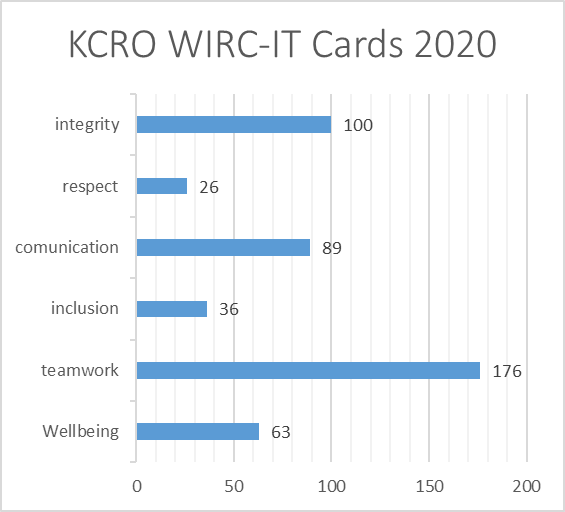 KCRO WIRC-IT Cards 2020
integrity 100
respect 26
comunication 89
inclusion 36
teamwork 176
Wellbeing 63
0 50 100 150 200